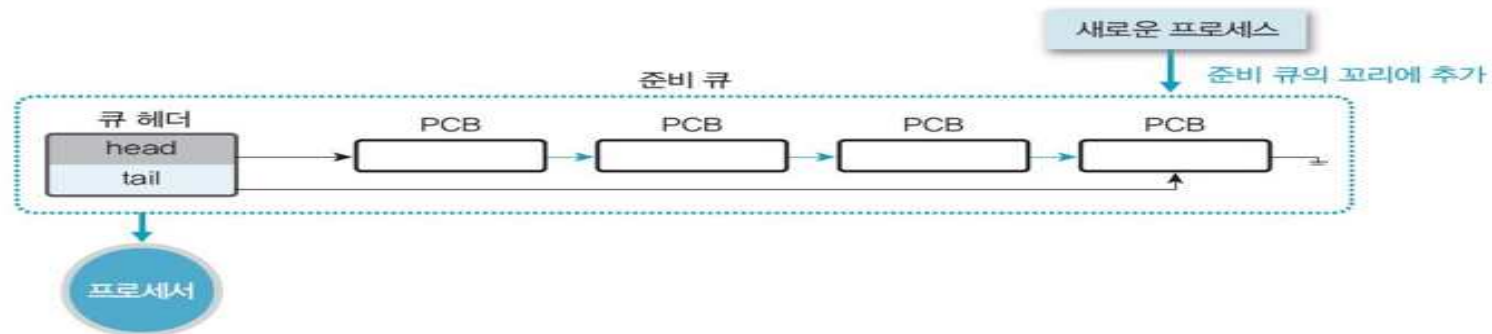 새로운 프로세스
준비 큐
준비 큐의 꼬리에 추가
큐 헤더
PCB
PCB
PCB
PCB
head
tail
프로세서